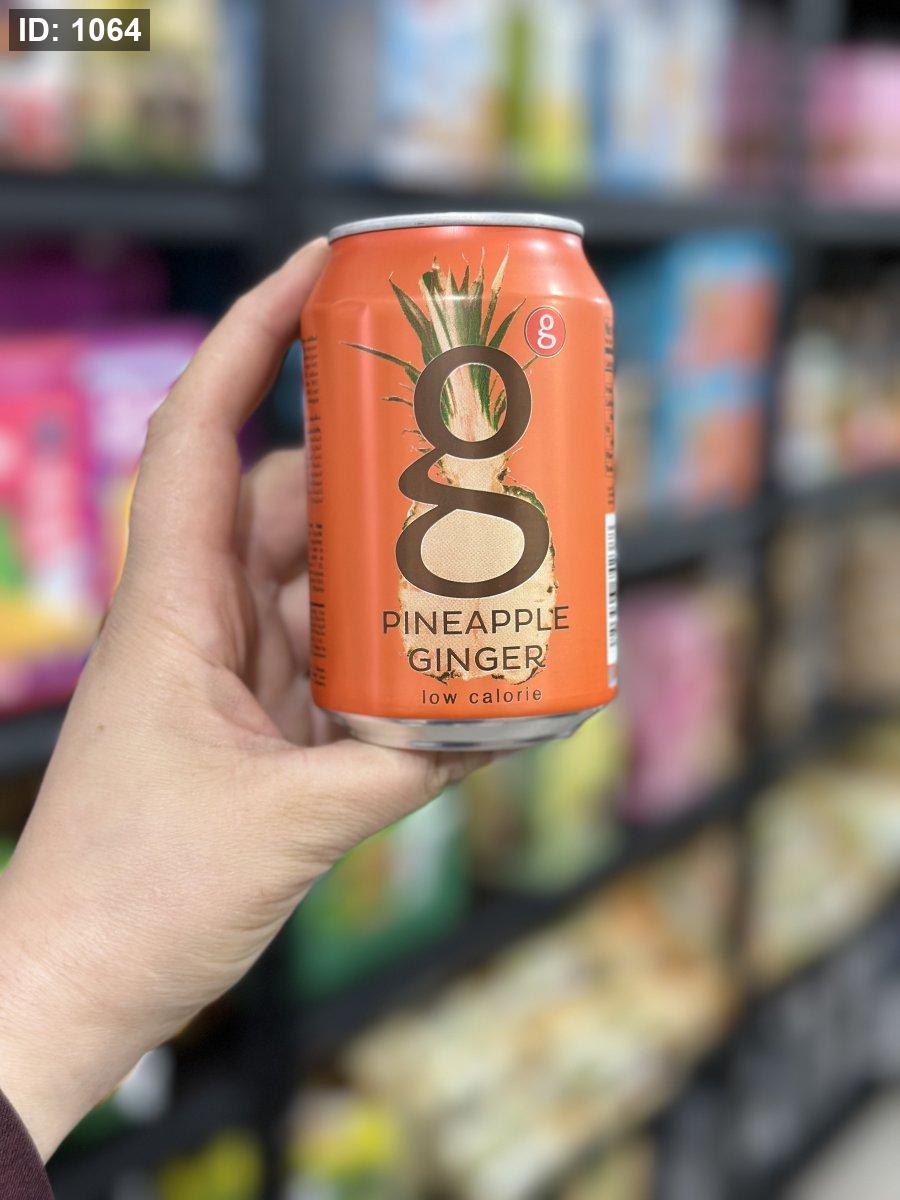 ID: 1064
g
g
PINEAPPLE
GINGER
low calorie